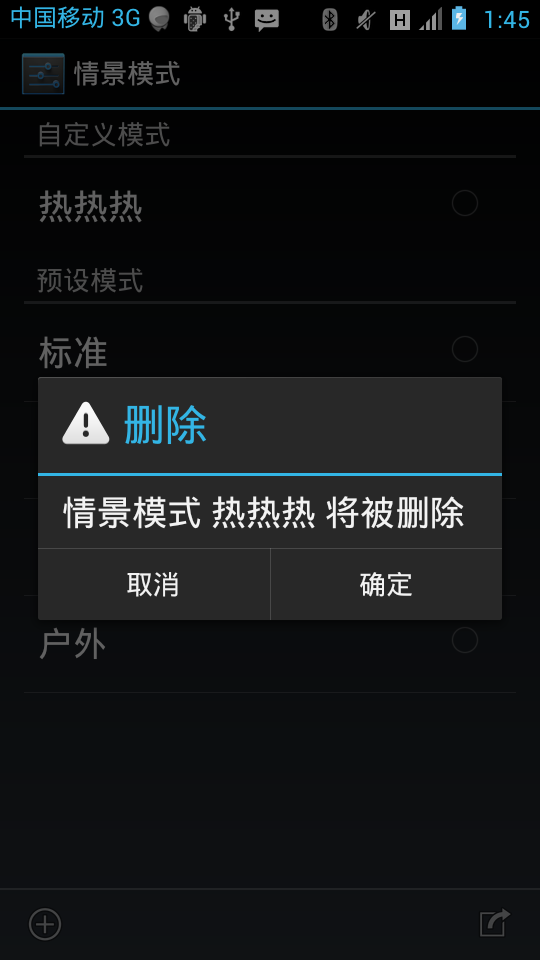 中国移动 3G H 1:45
情景模式
自定义模式
热热热
预设模式
标准
删除
情景模式 热热热 将被删除
取消 确定
户外